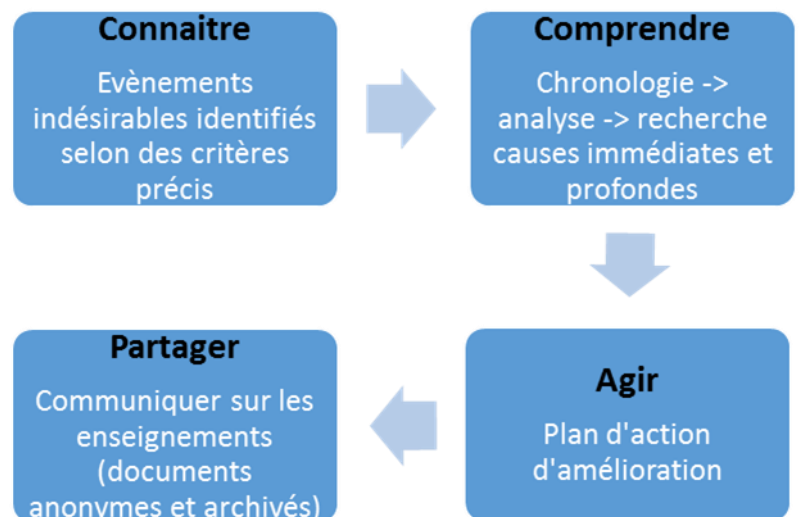 Connaitre
Evènements
indésirables identifiés
selon des critères
précis
Comprendre
Chronologie ->
analyse -> recherche
causes immédiates et
profondes
Agir
Plan d'action
d'amélioration
Partager
Communiquer sur les
enseignements
(documents
anonymes et archivés)